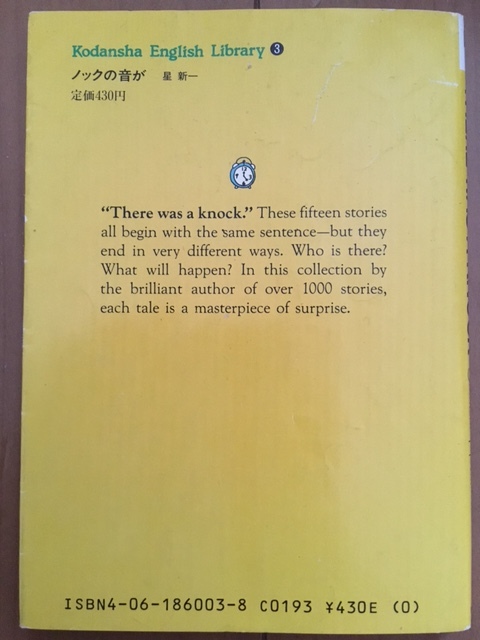 Kodansha English Library 3
ノックの音が 星 新一
定価430円
“There was a knock.” These fifteen stories
all begin with the same sentence—but they
end in very different ways. Who is there?
What will happen? In this collection by
the brilliant author of over 1000 stories,
each tale is a masterpiece of surprise.
ISBN4-06-186003-8 C0193 ¥430E (0)